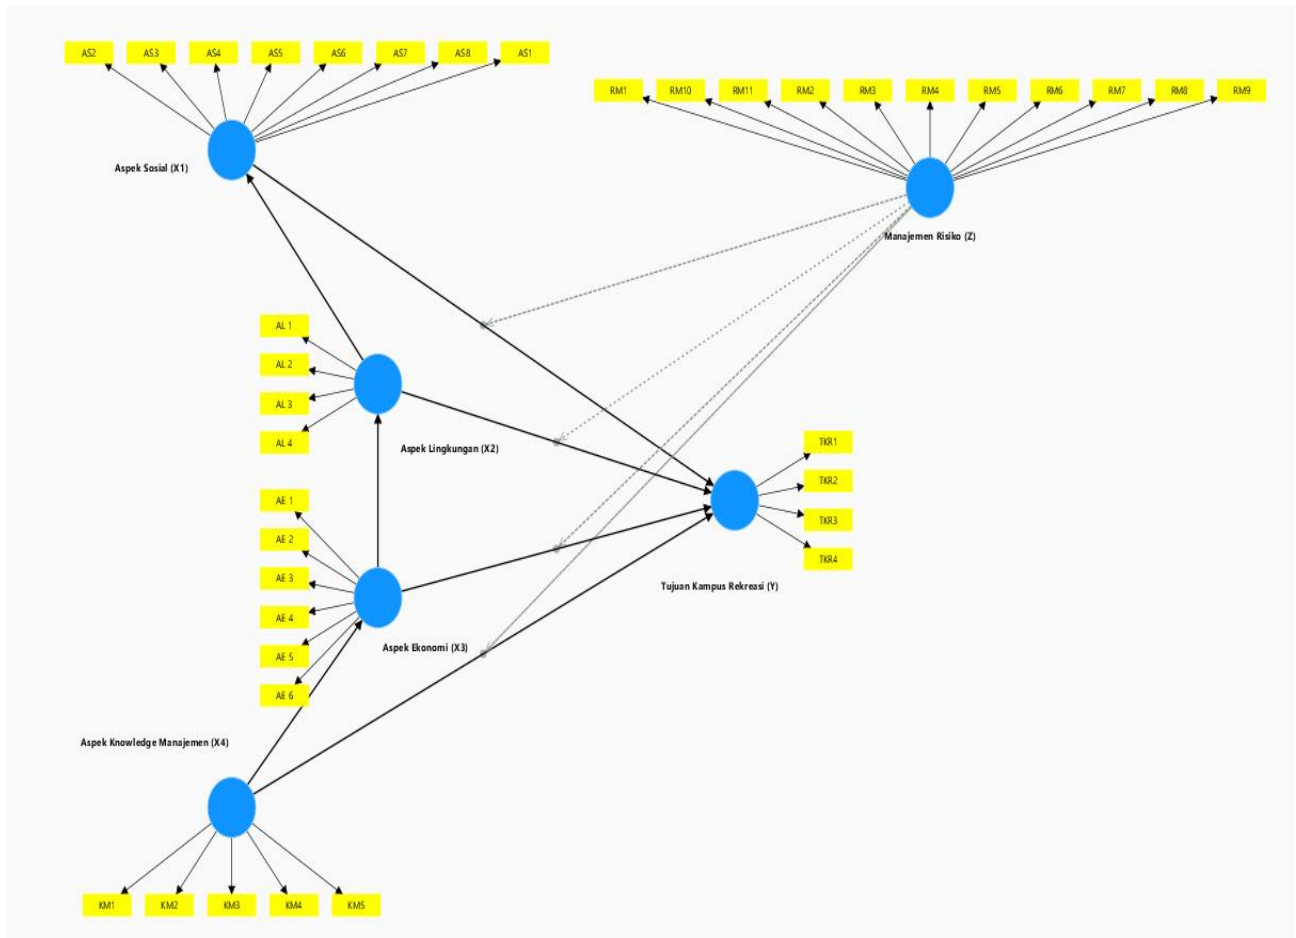 AS2 AS3 AS4 AS5 AS6 AS7 AS8 AS1
RM1 RM10 RM11 RM2 RM3 RM4 RM5 RM6 RM7 RM8 RM9
Aspek Sosial (X1)
Manajemen Risiko (Z)
AL 1
AL 2
AL 3
AL 4
Aspek Lingkungan (X2)
TKR1
TKR2
TKR3
TKR4
Tujuan Kampus Rekreasi (Y)
AE 1
AE 2
AE 3
AE 4
AE 5
AE 6
Aspek Ekonomi (X3)
Aspek Knowledge Manajemen (X4)
KM1 KM2 KM3 KM4 KM5